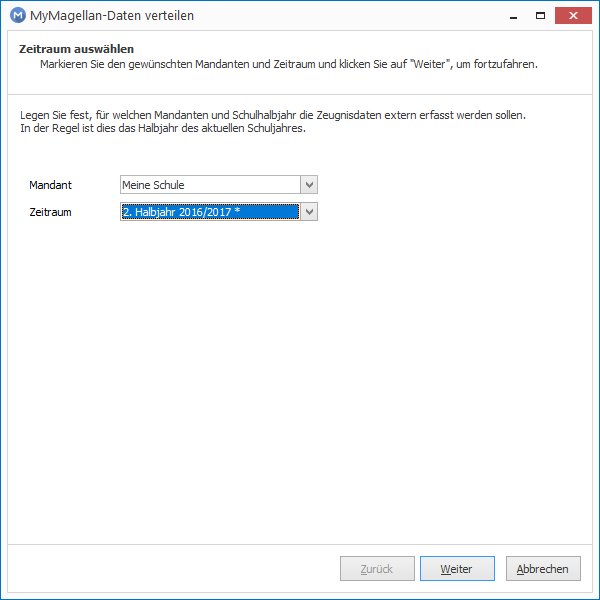 MyMagellan-Daten verteilen
Zeitraum auswählen
Markieren Sie den gewünschten Mandanten und Zeitraum und klicken Sie auf "Weiter", um fortzufahren.
Legen Sie fest, für welchen Mandanten und Schulhalbjahr die Zeugnisdaten extern erfasst werden sollen.
In der Regel ist dies das Halbjahr des aktuellen Schuljahres.
Mandant Meine Schule
Zeitraum 2. Halbjahr 2016/2017 *
Zurück Weiter Abbrechen